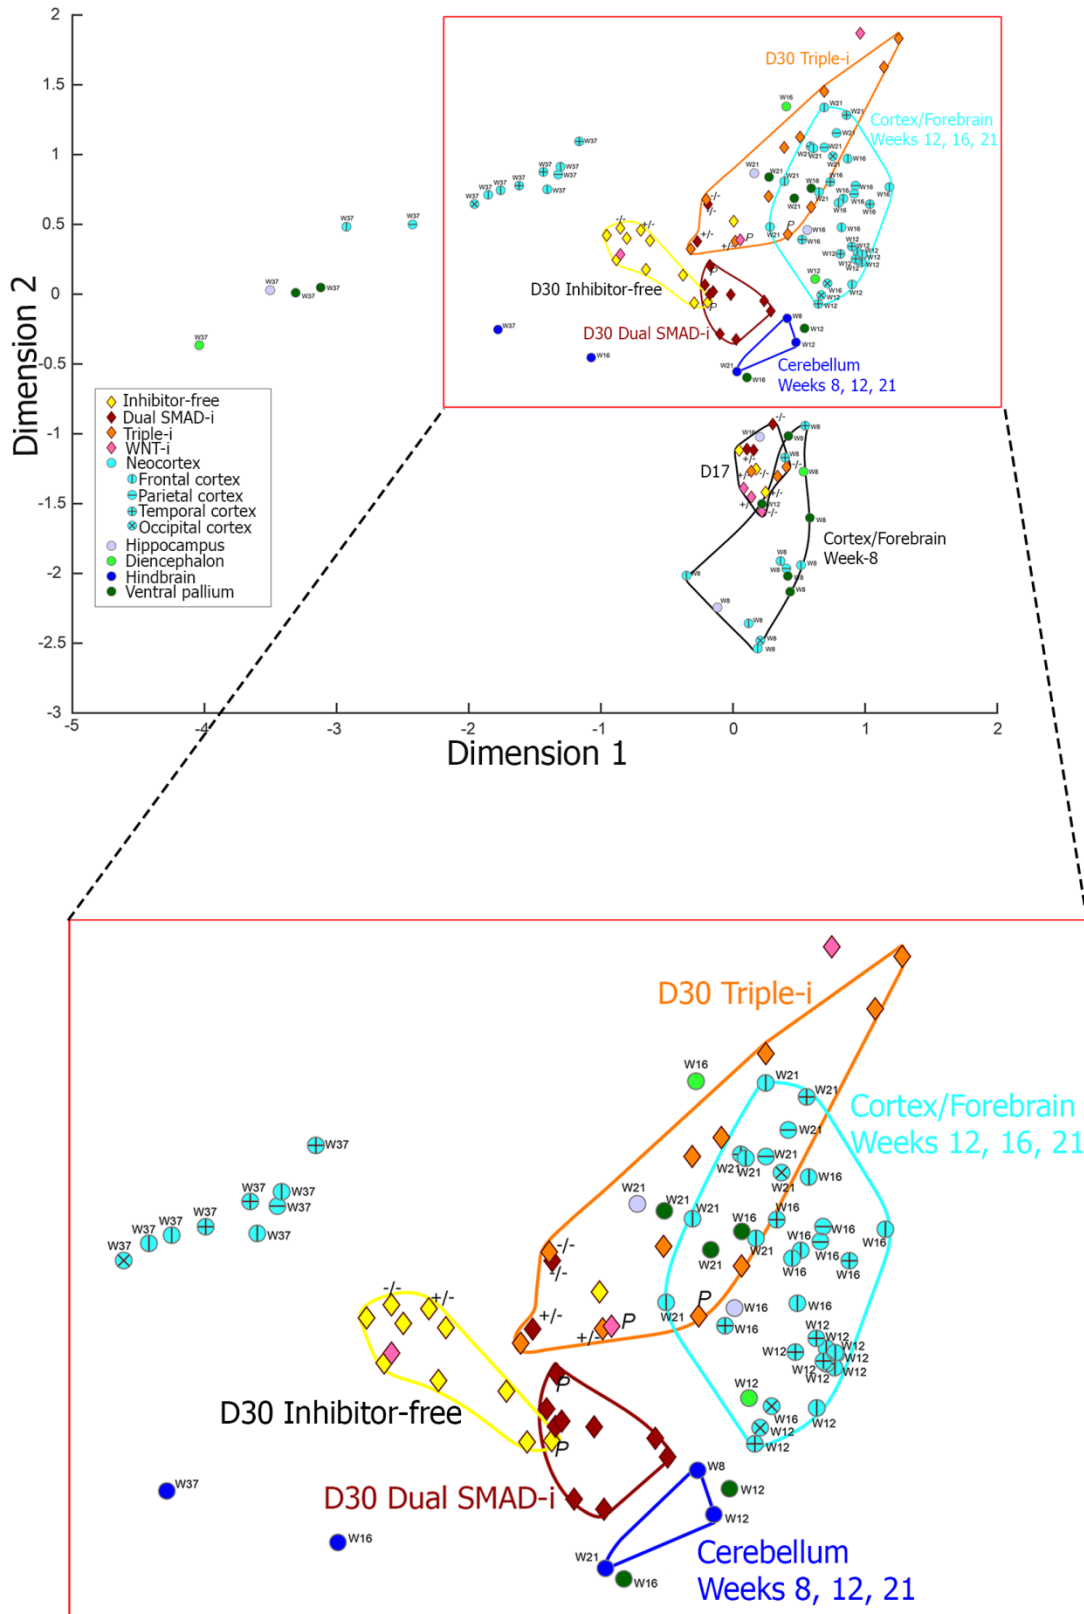 2
1.5
1
0.5
0
-0.5
-1
-1.5
-2
-2.5
-3
-5
-4
-3
-2
-1
0
1
2
Dimension 2
Dimension 1
D30 Triple-i
Cortex/Forebrain
Weeks 12, 16, 21
D30 Inhibitor-free
D30 Dual SMAD-i
Cerebellum
Weeks 8, 12, 21
D17
Cortex/Forebrain
Week-8
Inhibitor-free
Dual SMAD-i
Triple-i
WNT-i
Neocortex
Frontal cortex
Parietal cortex
Temporal cortex
Occipital cortex
Hippocampus
Diencephalon
Hindbrain
Ventral pallium
D30 Triple-i
W16
W21
W21
Cortex/Forebrain
Weeks 12, 16, 21
W21
W21
W21
W21
W21
W16
W37
W37
W37
W37
W37
W37
W37
W37
W37
W21
W21
W21
W16
W16
W21
W21
W16
W16
W16
W16
W16
-/-
-/-
-/-
+/-
+/-
+/-
P
P
W21
W16
W16
W16
W12
W12
W12
W12
W12
W12
W12
W16
W12
W12
W12
D30 Inhibitor-free
P
P
D30 Dual SMAD-i
W37
W16
W8
W12
W12
W21
W16
Cerebellum
Weeks 8, 12, 21